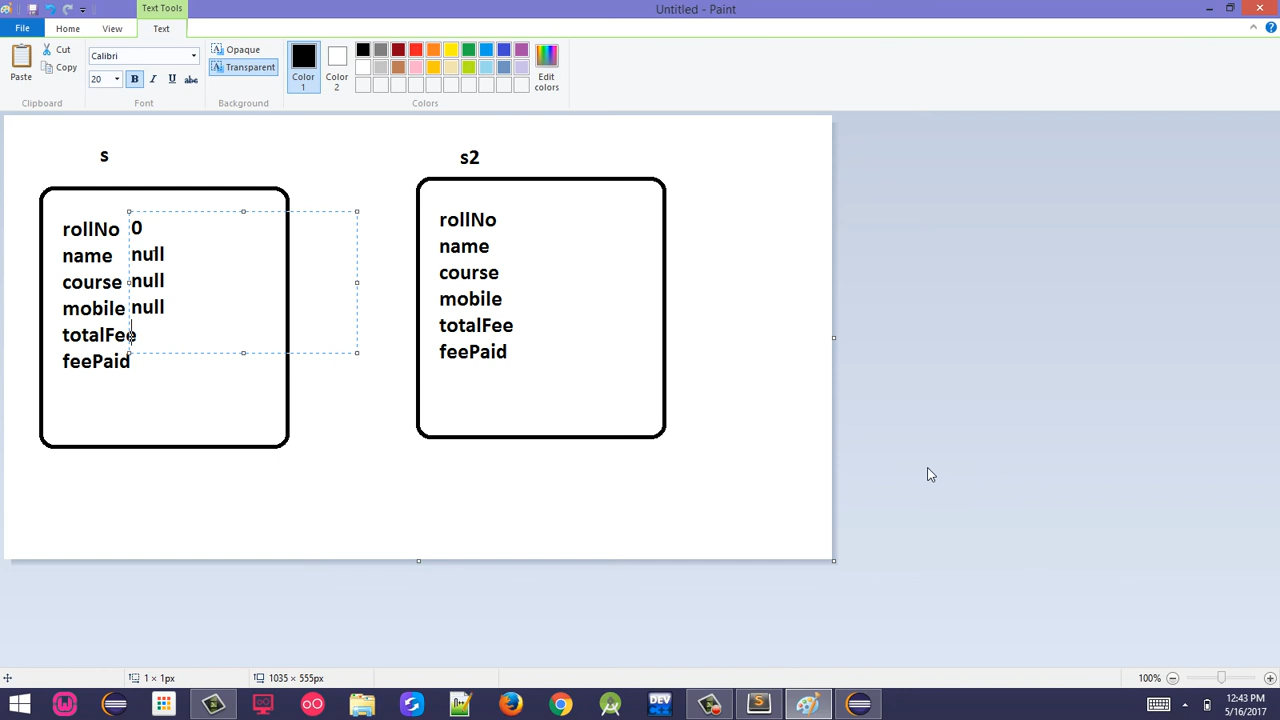 Text Tools
Untitled - Paint
File
Home
View
Text
Paste
Cut
Copy
Clipboard
Calibri
20
B
I
U
abc
Font
Opaque
Transparent
Background
Color 1
Color 2
Edit colors
Colors
s
rollNo 0
name null
course null
mobile null
totalFee
feePaid
s2
rollNo
name
course
mobile
totalFee
feePaid
1 × 1px
1035 × 555px
100%
DEV
12:43 PM
5/16/2017